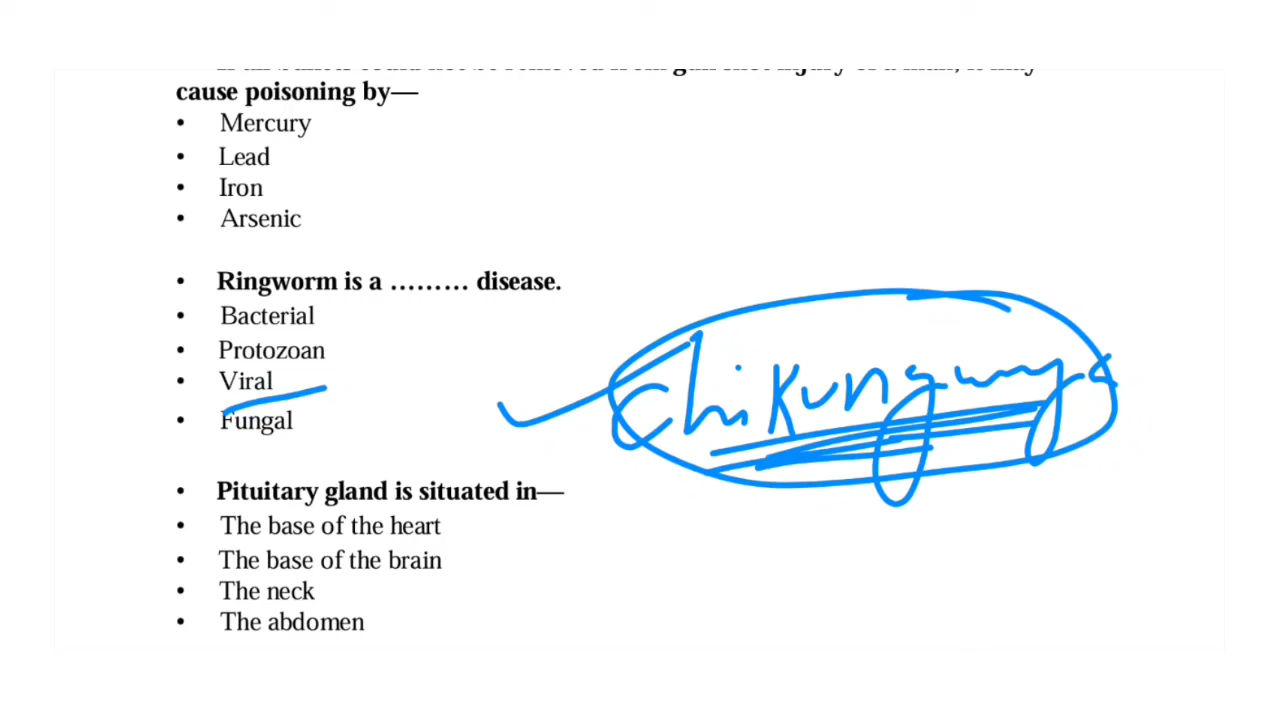 cause poisoning by—
• Mercury
• Lead
• Iron
• Arsenic
• Ringworm is a ……… disease.
• Bacterial
• Protozoan
• Viral
• Fungal
Chikungunya
• Pituitary gland is situated in—
• The base of the heart
• The base of the brain
• The neck
• The abdomen